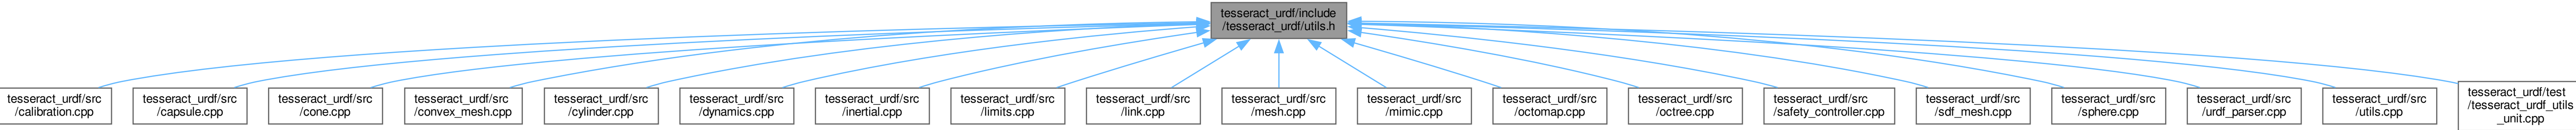 tesseract_urdf/include
/tesseract_urdf/utils.h
tesseract_urdf/src
/calibration.cpp
tesseract_urdf/src
/capsule.cpp
tesseract_urdf/src
/cone.cpp
tesseract_urdf/src
/convex_mesh.cpp
tesseract_urdf/src
/cylinder.cpp
tesseract_urdf/src
/dynamics.cpp
tesseract_urdf/src
/inertial.cpp
tesseract_urdf/src
/limits.cpp
tesseract_urdf/src
/link.cpp
tesseract_urdf/src
/mesh.cpp
tesseract_urdf/src
/mimic.cpp
tesseract_urdf/src
/octomap.cpp
tesseract_urdf/src
/octree.cpp
tesseract_urdf/src
/safety_controller.cpp
tesseract_urdf/src
/sdf_mesh.cpp
tesseract_urdf/src
/sphere.cpp
tesseract_urdf/src
/urdf_parser.cpp
tesseract_urdf/src
/utils.cpp
tesseract_urdf/test
/tesseract_urdf_utils
_unit.cpp